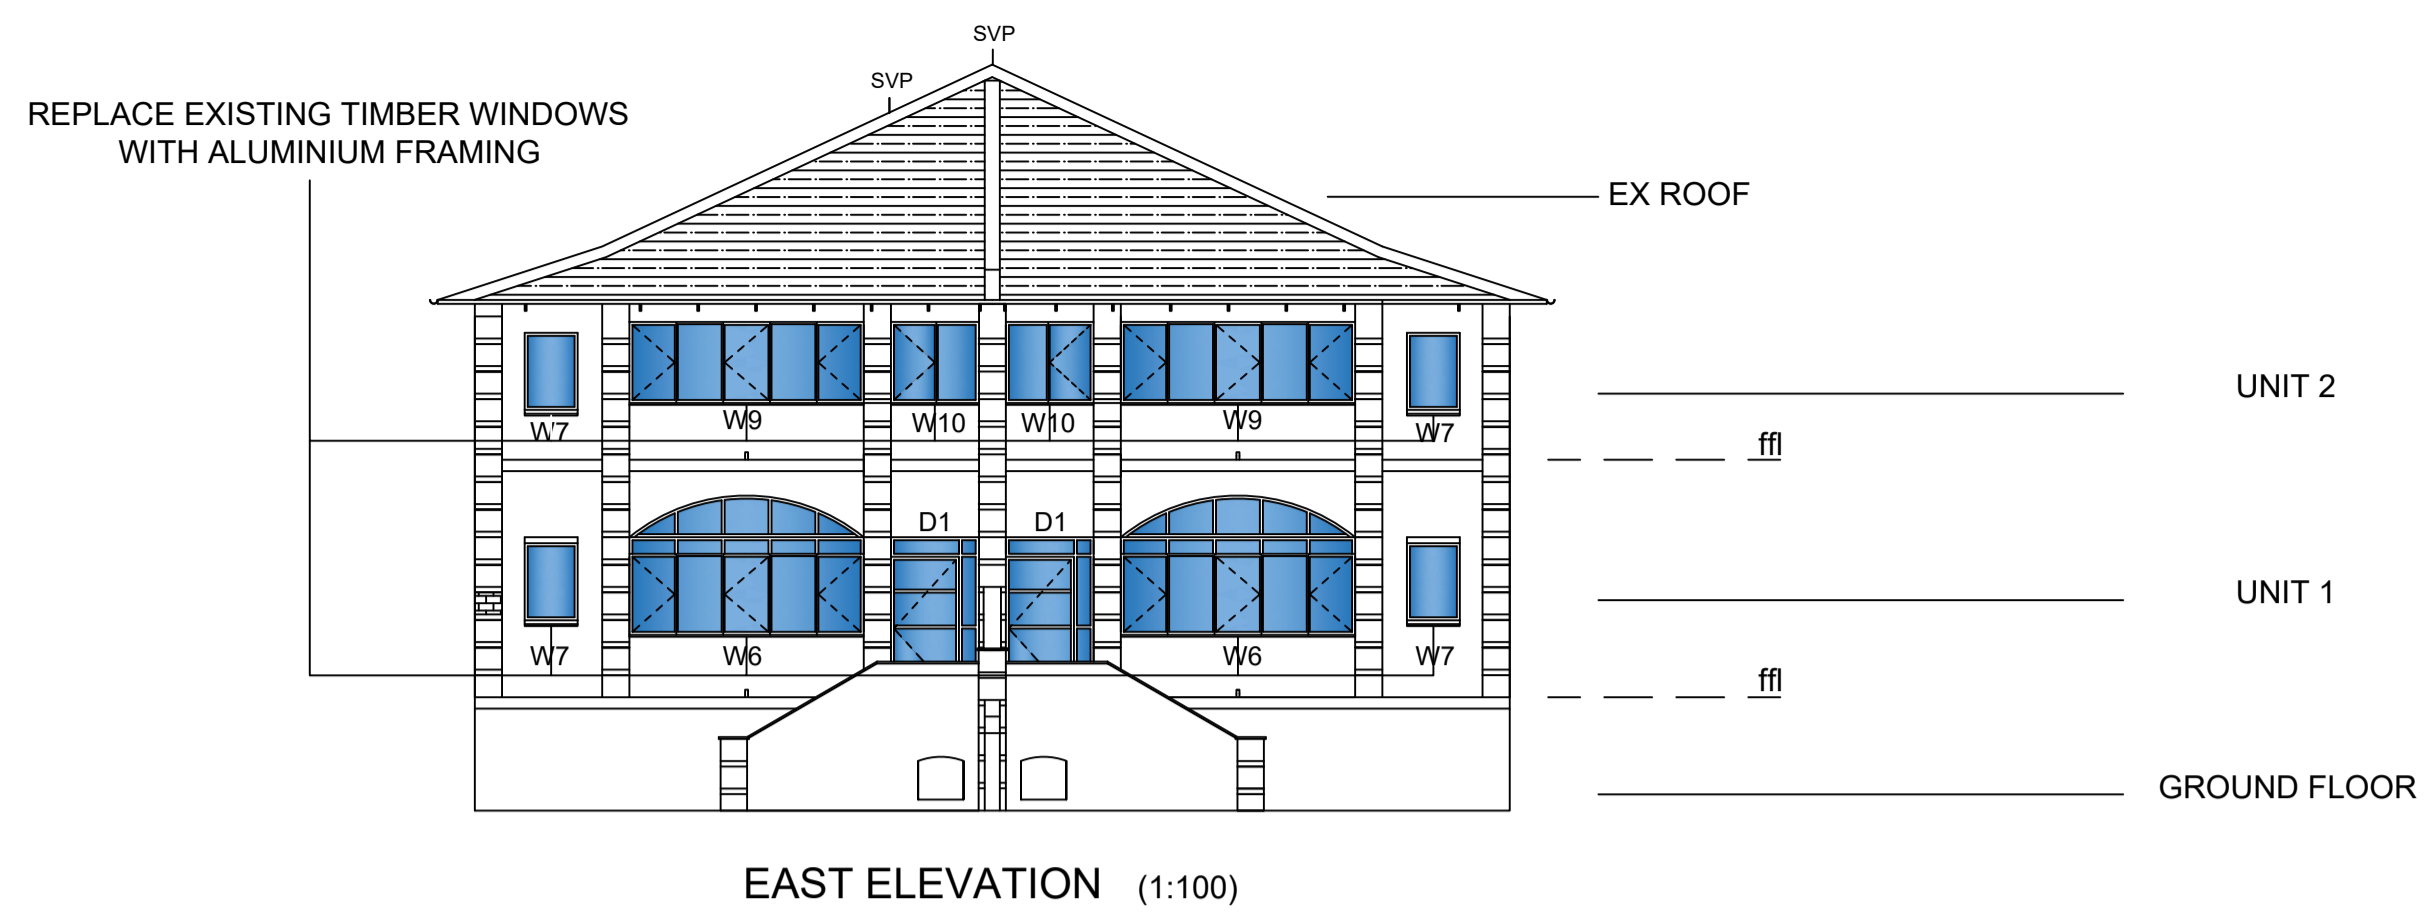 SVP
SVP
REPLACE EXISTING TIMBER WINDOWS
WITH ALUMINIUM FRAMING
EX ROOF
UNIT 2
W7 W9 W10 W10 W9 W7
ffl
D1 D1
UNIT 1
W7 W6 W6 W7
ffl
GROUND FLOOR
EAST ELEVATION (1:100)